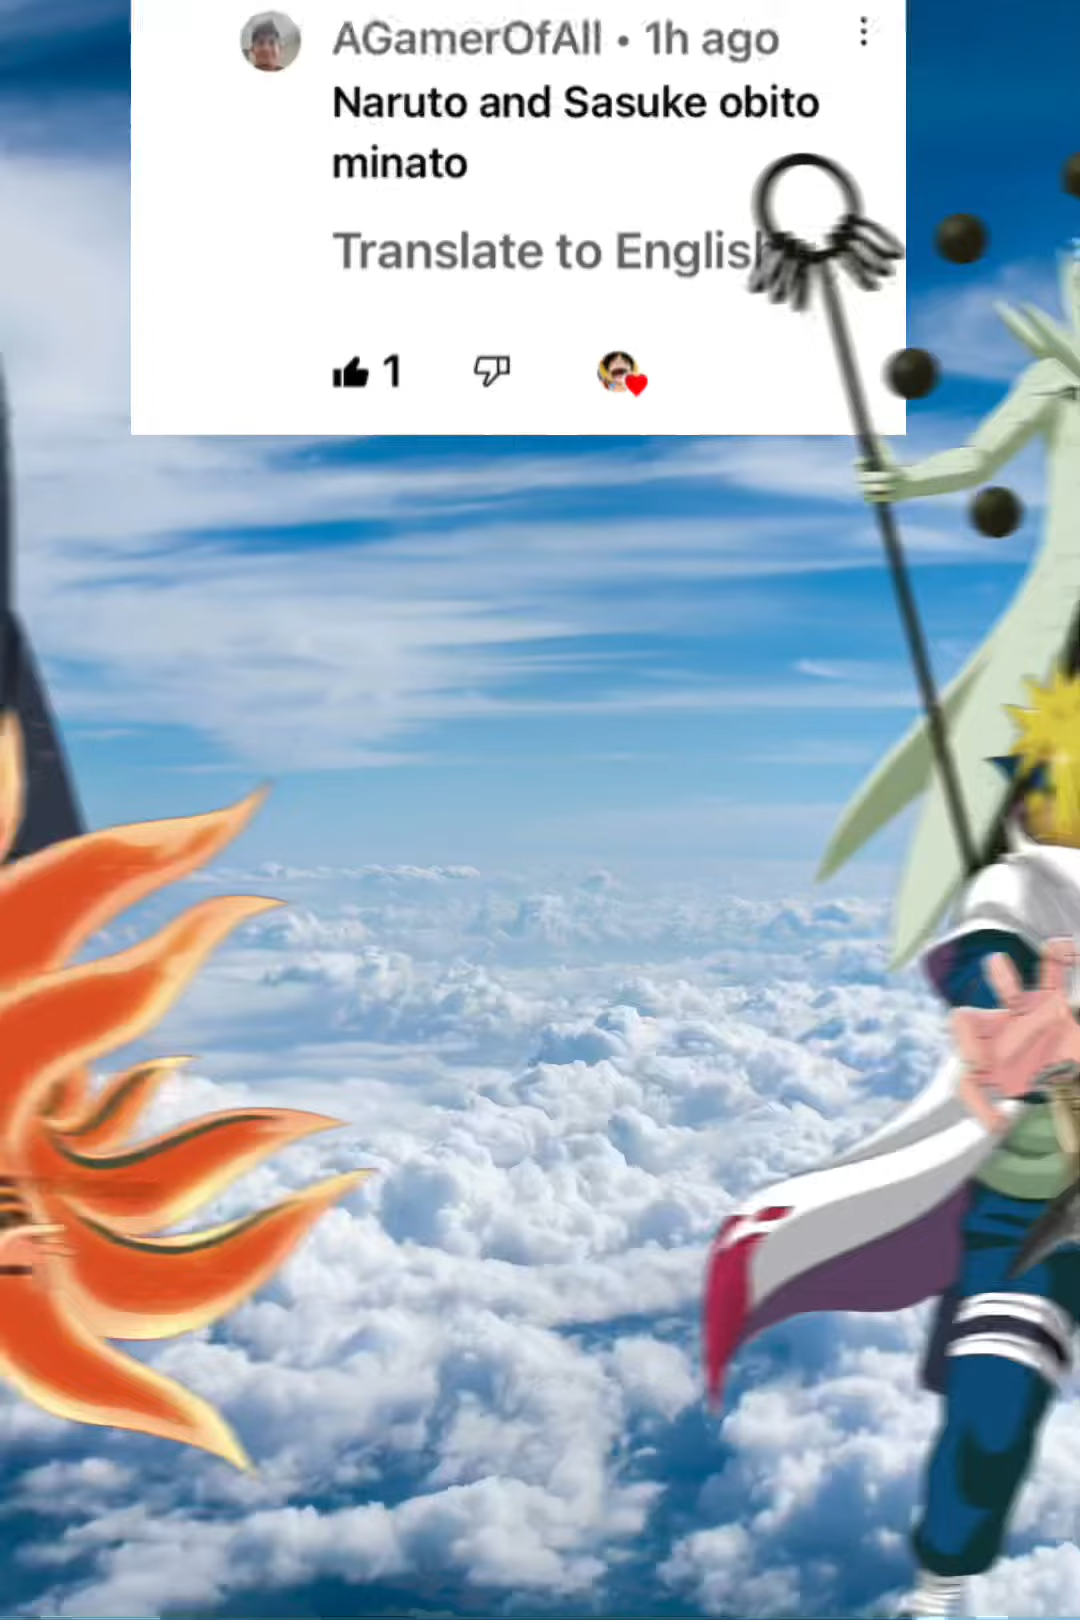 AGamerOfAll • 1h ago
Naruto and Sasuke obito
minato
Translate to English
1